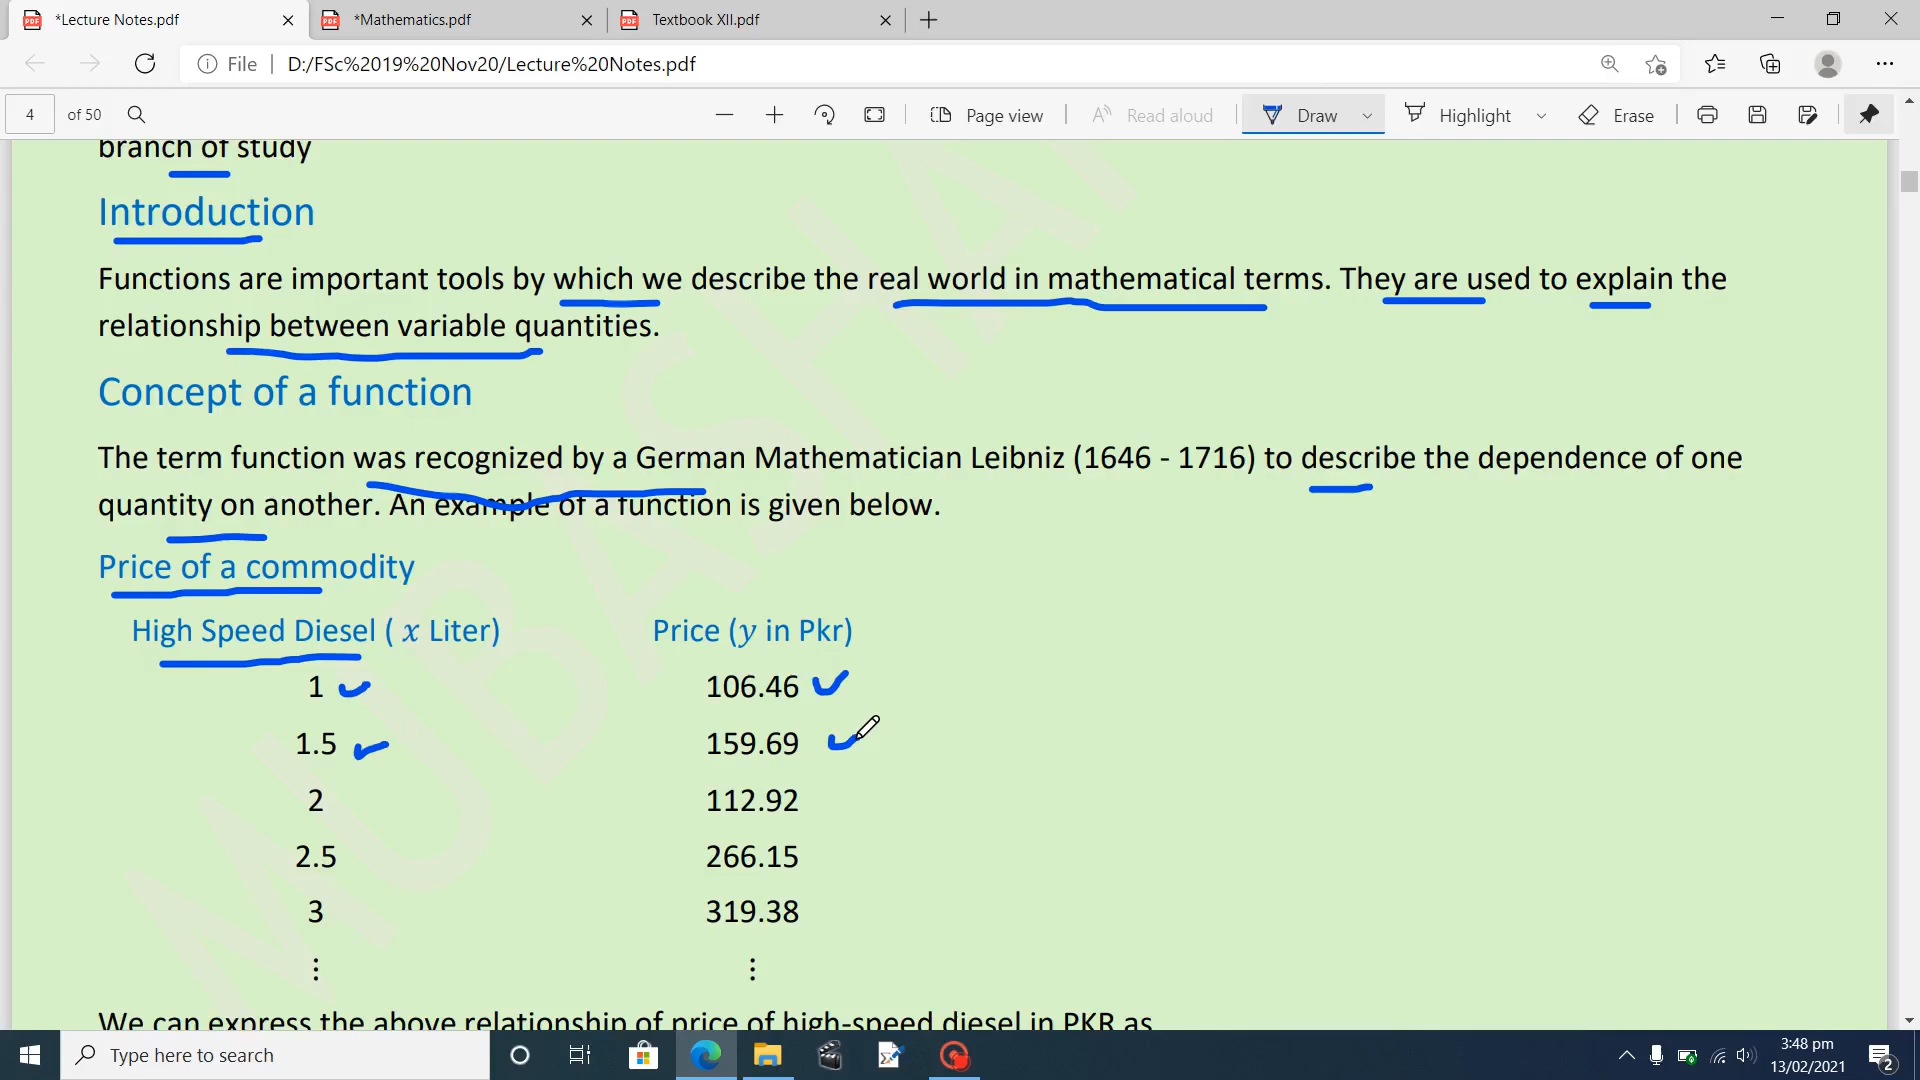 *Lecture Notes.pdf
*Mathematics.pdf
Textbook XII.pdf
File
D:/FSc%2019%20Nov20/Lecture%20Notes.pdf
4 of 50
Page view
Read aloud
Draw
Highlight
Erase
branch of study
Introduction
Functions are important tools by which we describe the real world in mathematical terms. They are used to explain the
relationship between variable quantities.
Concept of a function
The term function was recognized by a German Mathematician Leibniz (1646 - 1716) to describe the dependence of one
quantity on another. An example of a function is given below.
Price of a commodity
High Speed Diesel ( x Liter) Price (y in Pkr)
1 106.46
1.5 159.69
2 112.92
2.5 266.15
3 319.38
⋮ ⋮
We can express the above relationship of price of high-speed diesel in PKR as
MUBASHAR
Type here to search
3:48 pm
13/02/2021
2